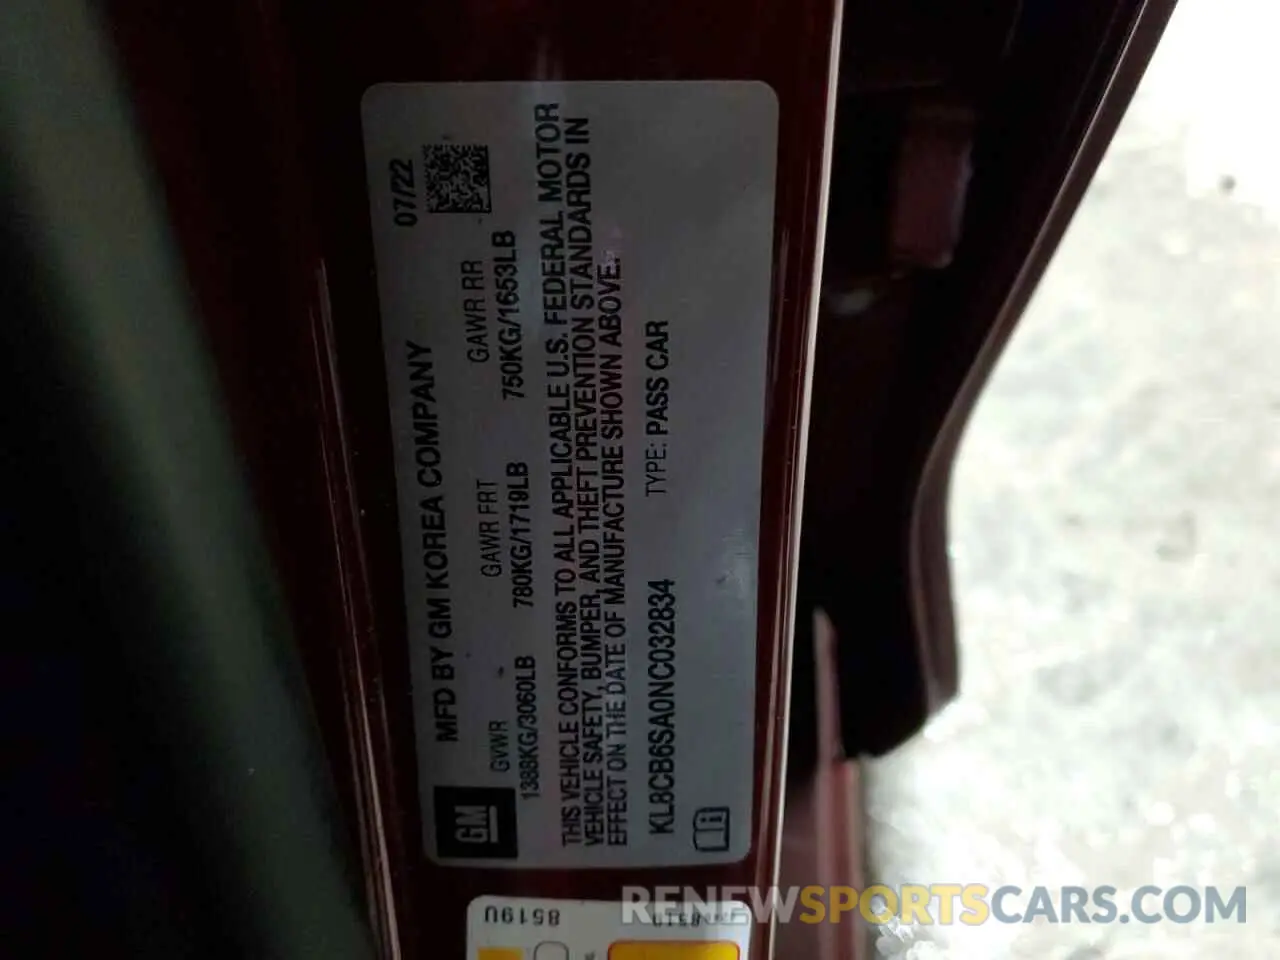 MFD BY GM KOREA COMPANY 07/22
GM
GVWR GAWR FRT GAWR RR
1388KG/3060LB 780KG/1719LB 750KG/1653LB
THIS VEHICLE CONFORMS TO ALL APPLICABLE U.S. FEDERAL MOTOR
VEHICLE SAFETY, BUMPER, AND THEFT PREVENTION STANDARDS IN
EFFECT ON THE DATE OF MANUFACTURE SHOWN ABOVE.
KL8CB6SA0NC032834 TYPE: PASS CAR
85190
RENEWSPORTSCARS.COM